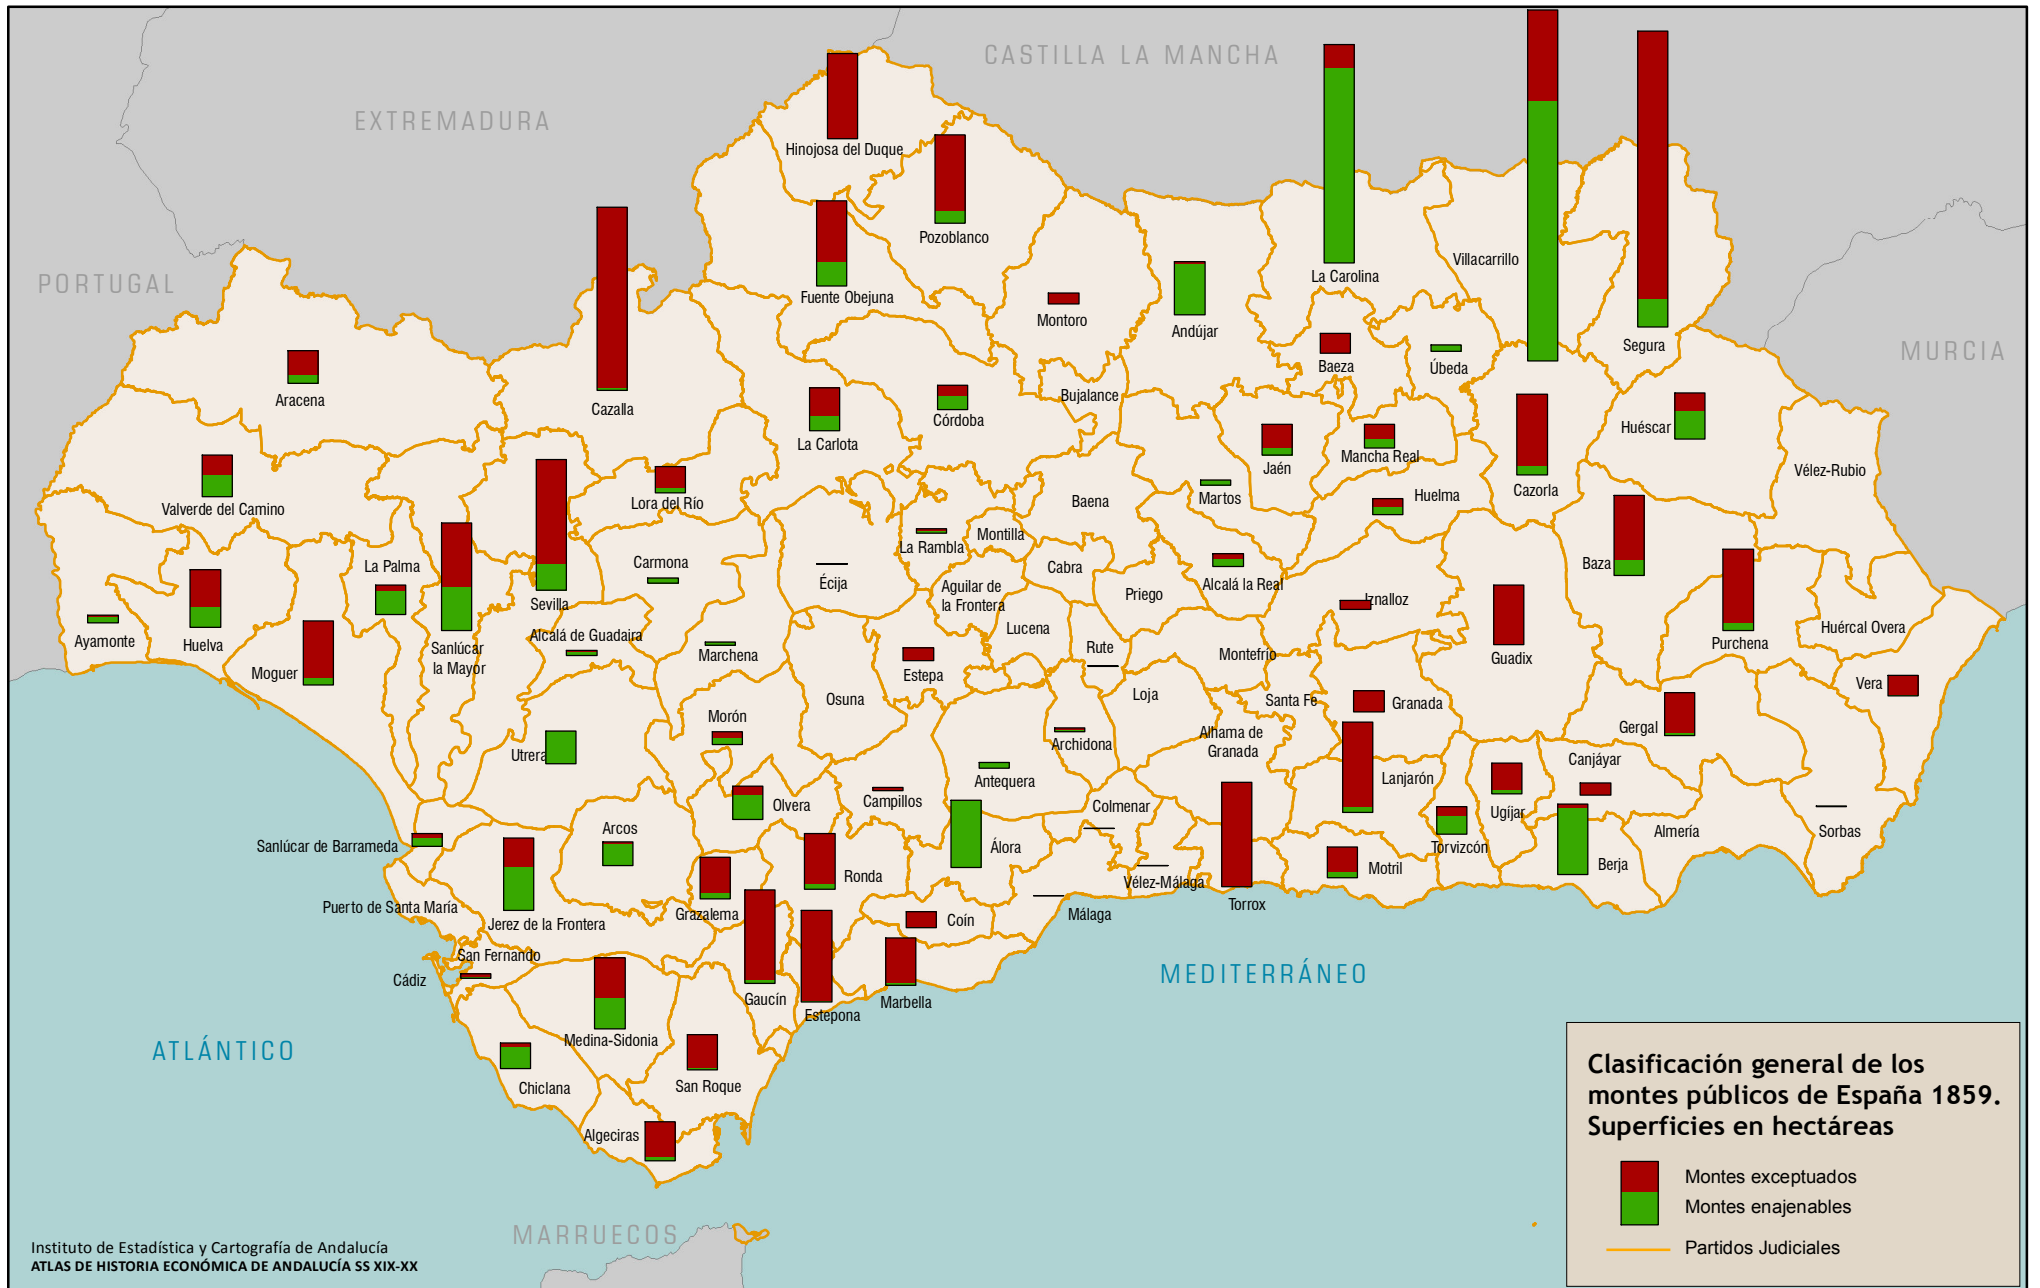 CASTILLA LA MANCHA
EXTREMADURA
PORTUGAL
MURCIA
Hinojosa del Duque
Pozoblanco
Fuente Obejuna
Montoro
Andújar
La Carolina
Villacarrillo
Segura
Baeza
Úbeda
Aracena
Cazalla
La Carlota
Córdoba
Bujalance
Jaén
Mancha Real
Cazorla
Huéscar
Vélez-Rubio
Valverde del Camino
Lora del Río
Martos
Huelma
Baena
La Rambla
Montilla
La Palma
Carmona
Écija
Sevilla
Cabra
Aguilar de
la Frontera
Priego
Alcalá la Real
Iznalloz
Baza
Purchena
Huércal Overa
Ayamonte
Huelva
Moguer
Sanlúcar
la Mayor
Alcalá de Guadaira
Marchena
Estepa
Lucena
Rute
Montefrío
Guadix
Osuna
Loja
Santa Fe
Granada
Vera
Gergal
Utrera
Morón
Archidona
Alhama de
Granada
Antequera
Lanjarón
Canjáyar
Ugíjar
Olvera
Campillos
Colmenar
Sanlúcar de Barrameda
Arcos
Álora
Torvizcón
Berja
Almería
Sorbas
Ronda
Vélez-Málaga
Motril
Torrox
Puerto de Santa María
Jerez de la Frontera
Grazalema
Coín
Málaga
San Fernando
Cádiz
Gaucín
Estepona
Marbella
MEDITERRÁNEO
Medina-Sidonia
ATLÁNTICO
Chiclana
San Roque
Algeciras
MARRUECOS
Clasificación general de los
montes públicos de España 1859.
Superficies en hectáreas
Montes exceptuados
Montes enajenables
Partidos Judiciales
Instituto de Estadística y Cartografía de Andalucía
ATLAS DE HISTORIA ECONÓMICA DE ANDALUCÍA SS XIX-XX